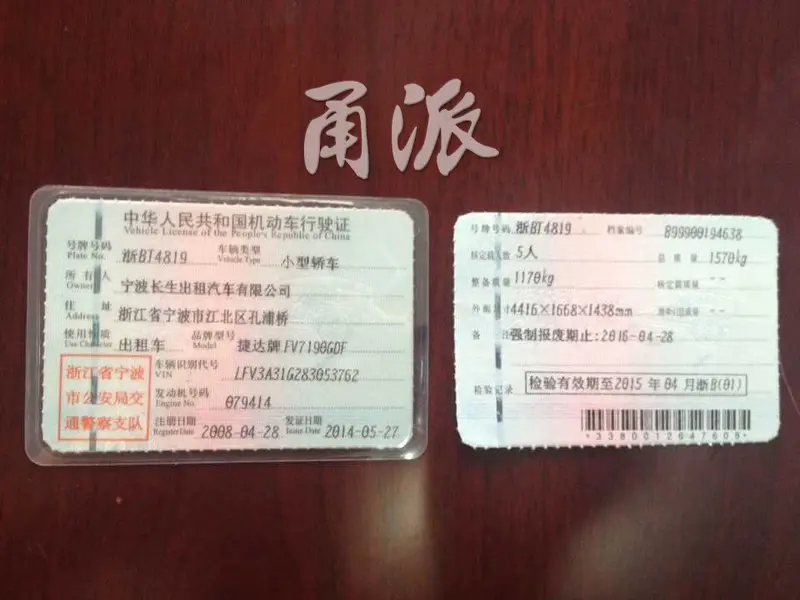 甬派
中华人民共和国机动车行驶证
Vehicle License of the People's Republic of China
号牌号码 浙BT4819 车辆类型 小型轿车
Plate No. Vehicle Type
所有人 宁波长生出租汽车有限公司
Owner
住址 浙江省宁波市江北区孔浦桥
Address
使用性质 出租车 品牌型号 捷达牌FV7190GDF
Use Character Model
浙江省宁波
市公安局交
通警察支队
车辆识别代号 LFV3A31G283053762
VIN
发动机号码 079414
Engine No.
注册日期 2008-04-28 发证日期 2014-05-27
Register Date Issue Date
号牌号码 浙BT4819 档案编号 899900194638
核定载人数 5人 总质量 1570kg
整备质量 1170kg 核定载质量 --
外廓尺寸 4416×1668×1438mm --
备注 强制报废期止:2016-04-28
检验记录 检验有效期至2015年04月浙B(01)
*3380012647608*